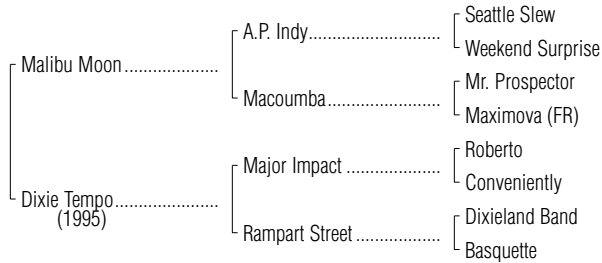 Seattle Slew
A.P. Indy
Weekend Surprise
Malibu Moon
Mr. Prospector
Macoumba
Maximova (FR)
Roberto
Major Impact
Conveniently
Dixie Tempo
(1995)
Dixieland Band
Rampart Street
Basquette